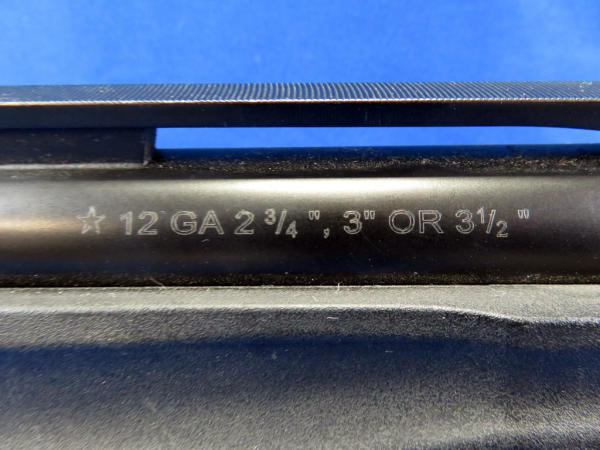 ☆ 12 GA 2 3/4", 3" OR 3 1/2"